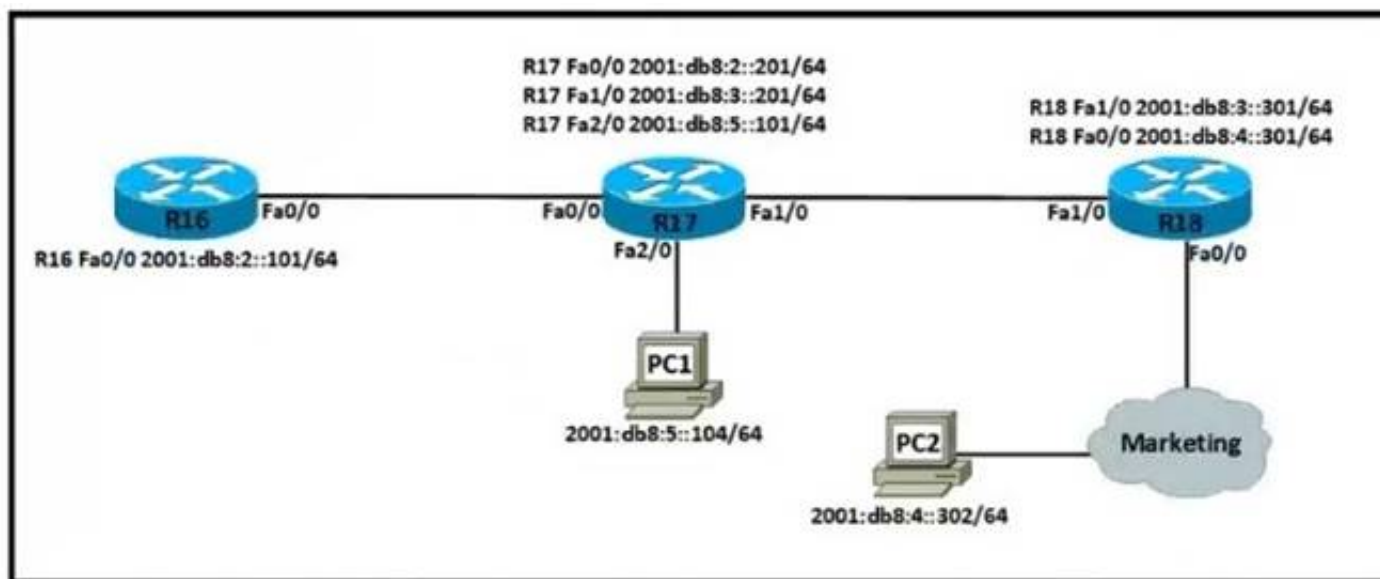 R17 Fa0/0 2001:db8:2::201/64
R17 Fa1/0 2001:db8:3::201/64
R17 Fa2/0 2001:db8:5::101/64
R18 Fa1/0 2001:db8:3::301/64
R18 Fa0/0 2001:db8:4::301/64
R16
Fa0/0
R16 Fa0/0 2001:db8:2::101/64
Fa0/0
R17
Fa1/0
Fa2/0
Fa1/0
R18
Fa0/0
PC1
2001:db8:5::104/64
PC2
2001:db8:4::302/64
Marketing